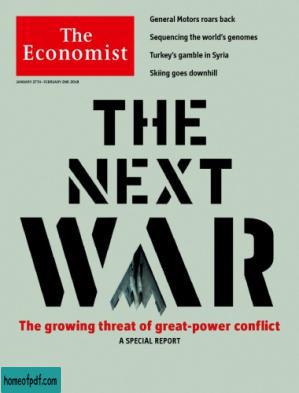 The
Economist
JANUARY 27TH–FEBRUARY 2ND 2018
General Motors roars back
Sequencing the world's genomes
Turkey's gamble in Syria
Skiing goes downhill
THE
NEXT
WAR
The growing threat of great-power conflict
A SPECIAL REPORT
homeofpdf.com